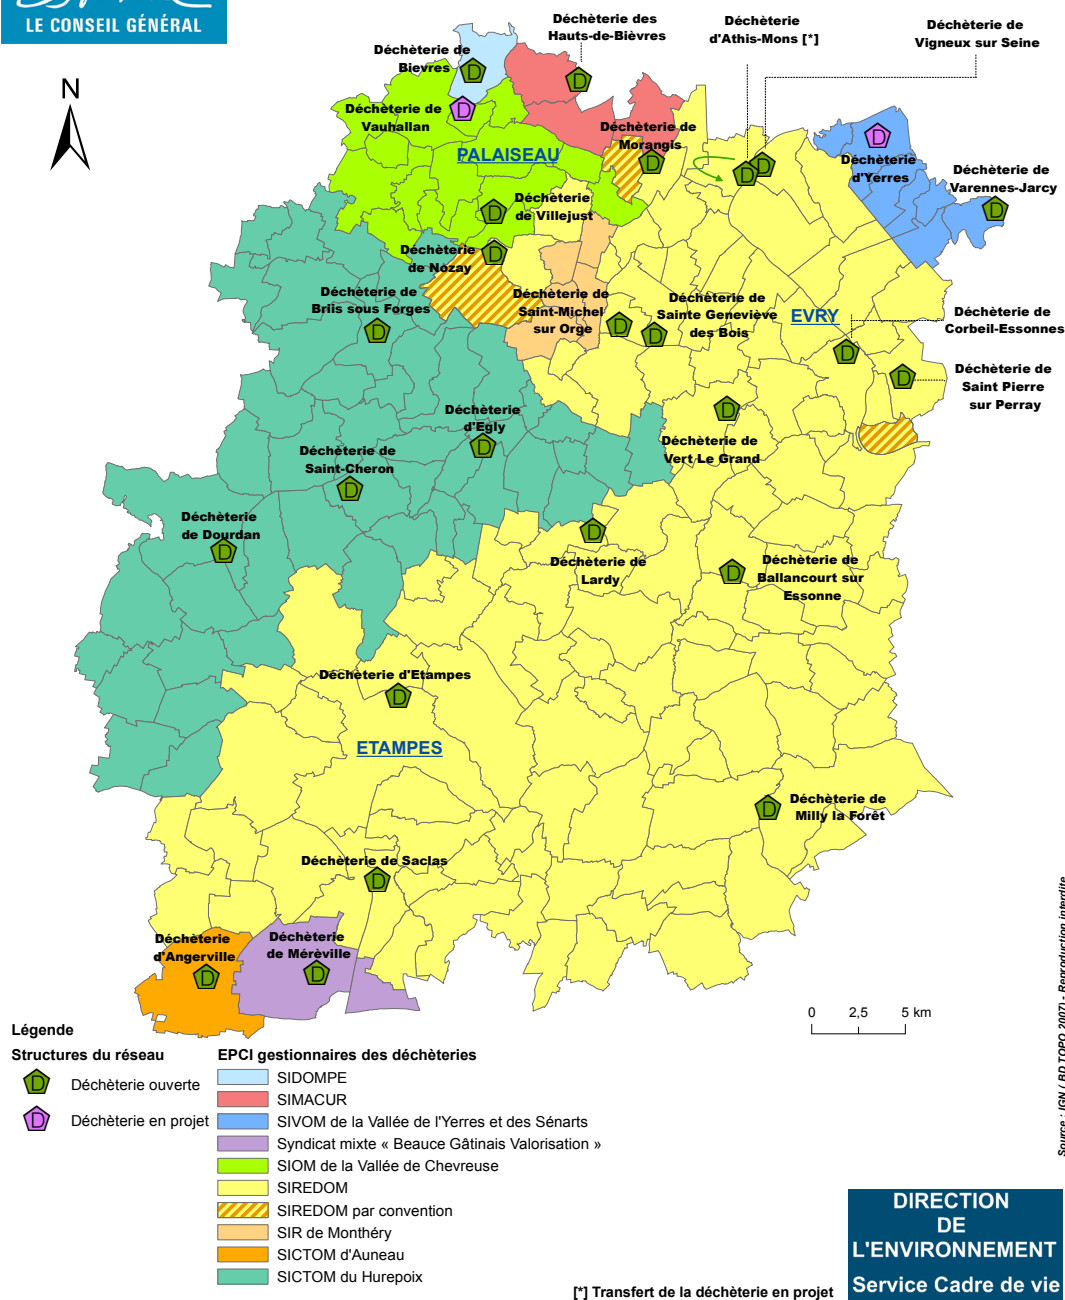 LE CONSEIL GÉNÉRAL
N
Déchèterie de
Bievres
Déchèterie des
Hauts-de-Bièvres
Déchèterie
d'Athis-Mons [*]
Déchèterie de
Vigneux sur Seine
D
D
D
Déchèterie de
Vauhallan
PALAISEAU
Déchèterie de
Morangis
D
D
D
D
Déchèterie
d'Yerres
Déchèterie de
Varennes-Jarcy
D
Déchèterie
de Villejust
D
Déchèterie
de Nozay
D
Déchèterie de
Briis sous Forges
D
Déchèterie de
Saint-Michel
sur Orge
D
Déchèterie de
Sainte Geneviève
des Bois
D
EVRY
Déchèterie de
Corbeil-Essonnes
D
Déchèterie de
Saint Pierre
sur Perray
D
Déchèterie
d'Egly
D
Déchèterie de
Vert Le Grand
D
Déchèterie de
Saint-Cheron
D
Déchèterie
de Dourdan
D
Déchèterie de
Lardy
D
Déchèterie de
Ballancourt sur
Essonne
D
Déchèterie d'Etampes
D
ETAMPES
Déchèterie de
Milly la Forêt
D
Déchèterie de Saclas
D
Déchèterie
d'Angerville
D
Déchèterie
de Méréville
D
0 2,5 5 km
Source : IGN ( BD TOPO 2007) - Reproduction interdite
Légende
Structures du réseau
D Déchèterie ouverte
D Déchèterie en projet
EPCI gestionnaires des déchèteries
SIDOMPE
SIMACUR
SIVOM de la Vallée de l'Yerres et des Sénarts
Syndicat mixte « Beauce Gâtinais Valorisation »
SIOM de la Vallée de Chevreuse
SIREDOM
SIREDOM par convention
SIR de Monthéry
SICTOM d'Auneau
SICTOM du Hurepoix
[*] Transfert de la déchèterie en projet
DIRECTION
DE
L'ENVIRONNEMENT
Service Cadre de vie